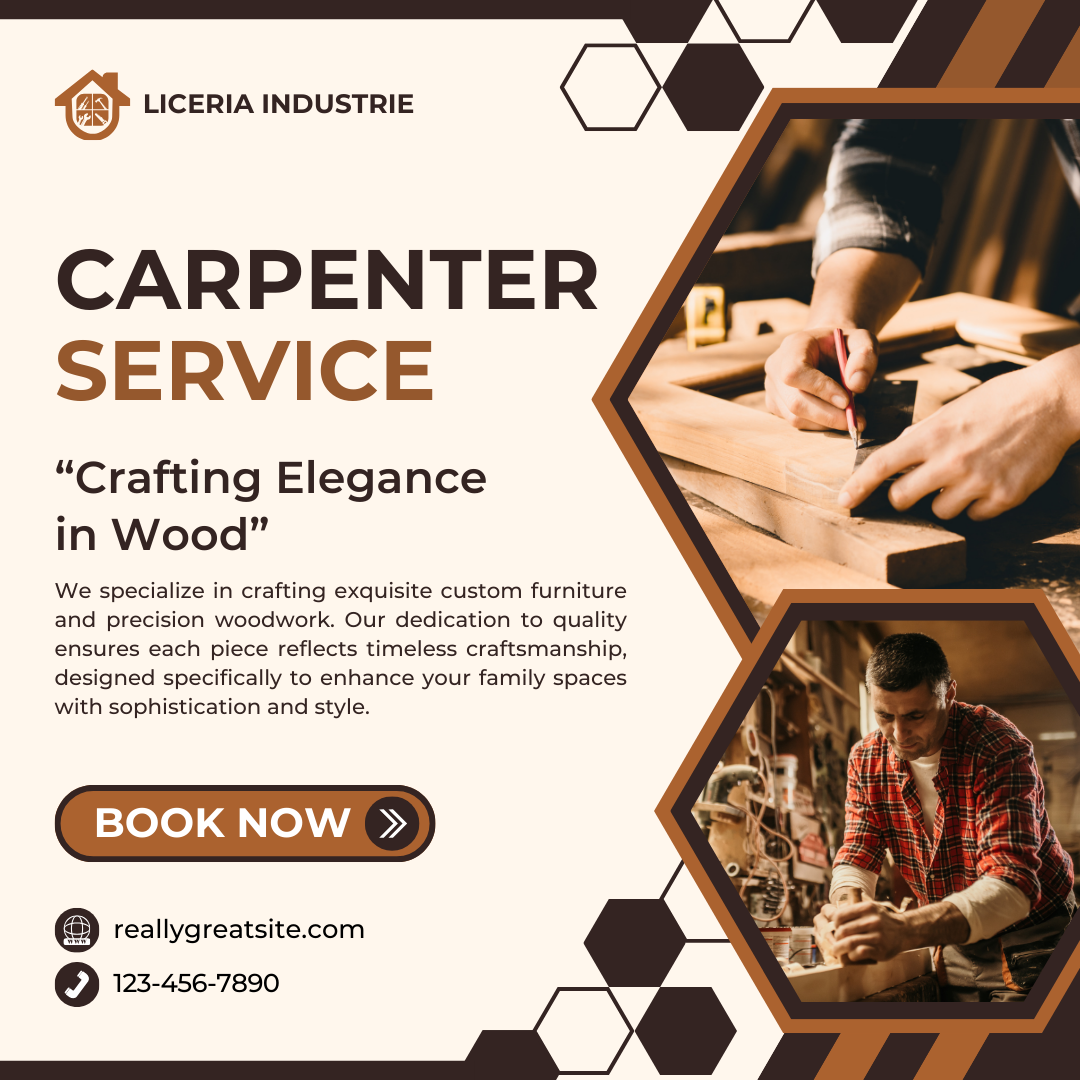 LICERIA INDUSTRIE
CARPENTER
SERVICE
“Crafting Elegance
in Wood”
We specialize in crafting exquisite custom furniture
and precision woodwork. Our dedication to quality
ensures each piece reflects timeless craftsmanship,
designed specifically to enhance your family spaces
with sophistication and style.
BOOK NOW
www
reallygreatsite.com
123-456-7890